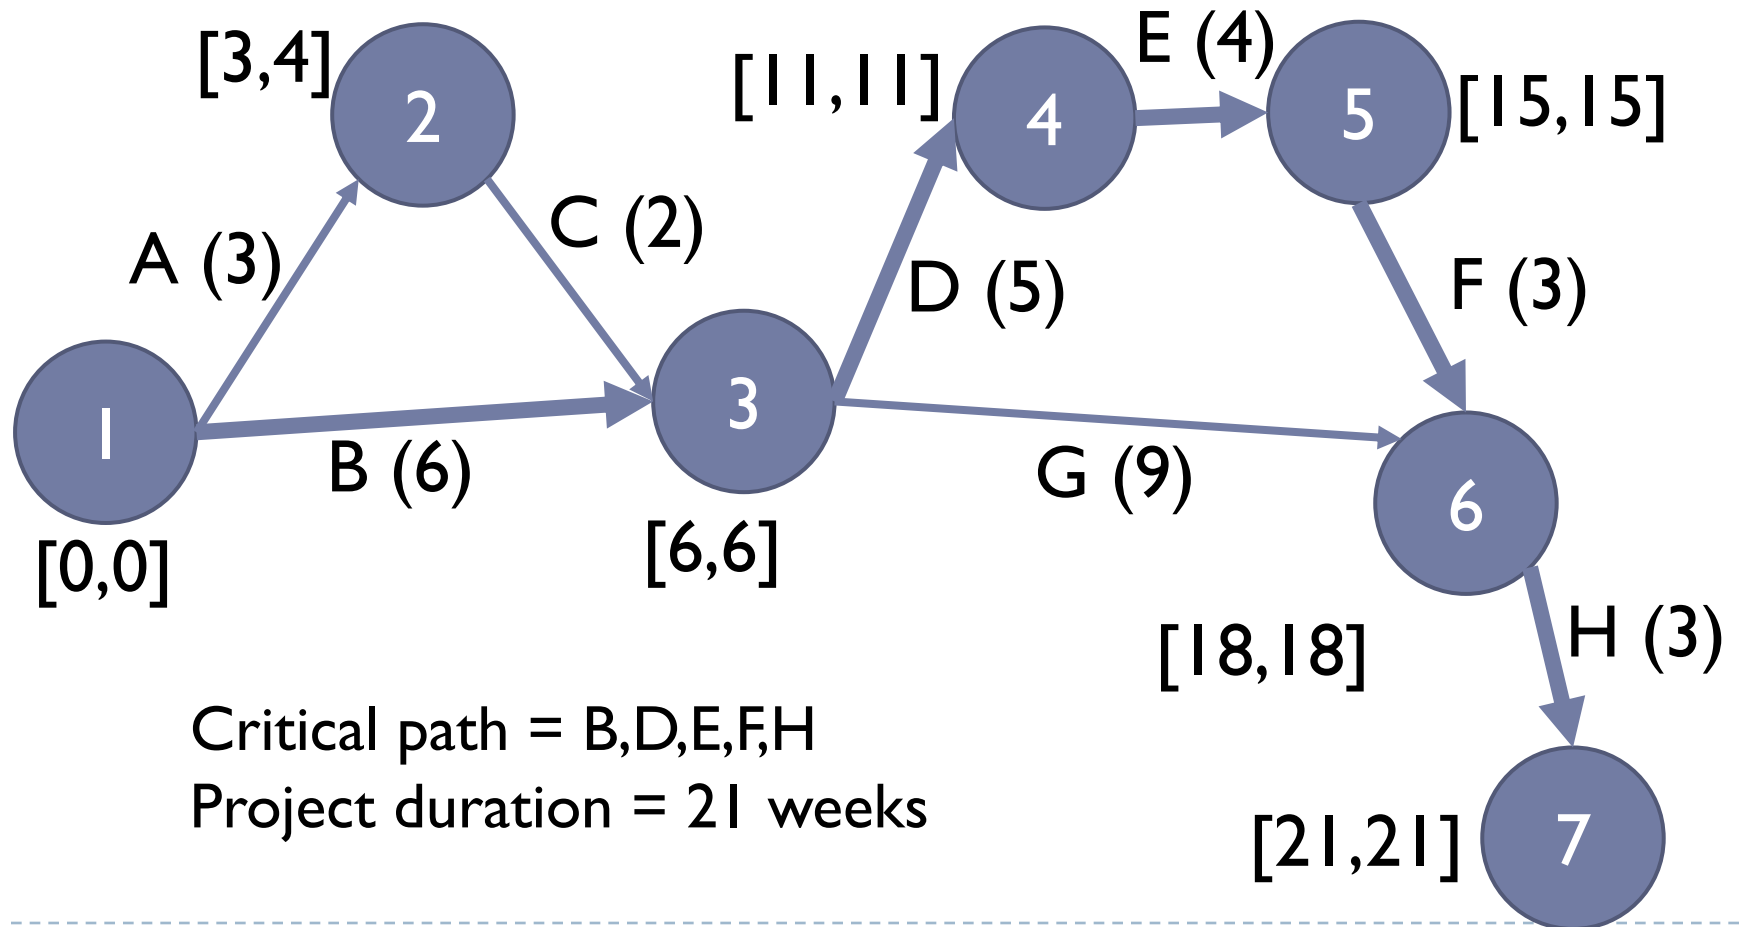 [3,4]
2
[11,11]
4
E (4)
5
[15,15]
A (3)
C (2)
D (5)
F (3)
1
B (6)
3
G (9)
6
[0,0]
[6,6]
[18,18]
H (3)
Critical path = B,D,E,F,H
Project duration = 21 weeks
[21,21]
7